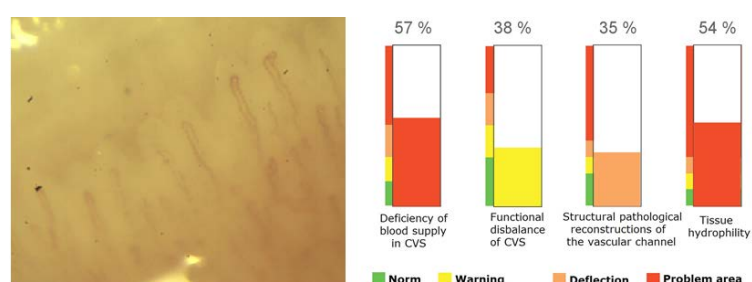 57 %
38 %
35 %
54 %
Deficiency of
blood supply
in CVS
Functional
disbalance
of CVS
Structural pathological
reconstructions of
the vascular channel
Tissue
hydrophility
Norm
Warning
Deflection
Problem area